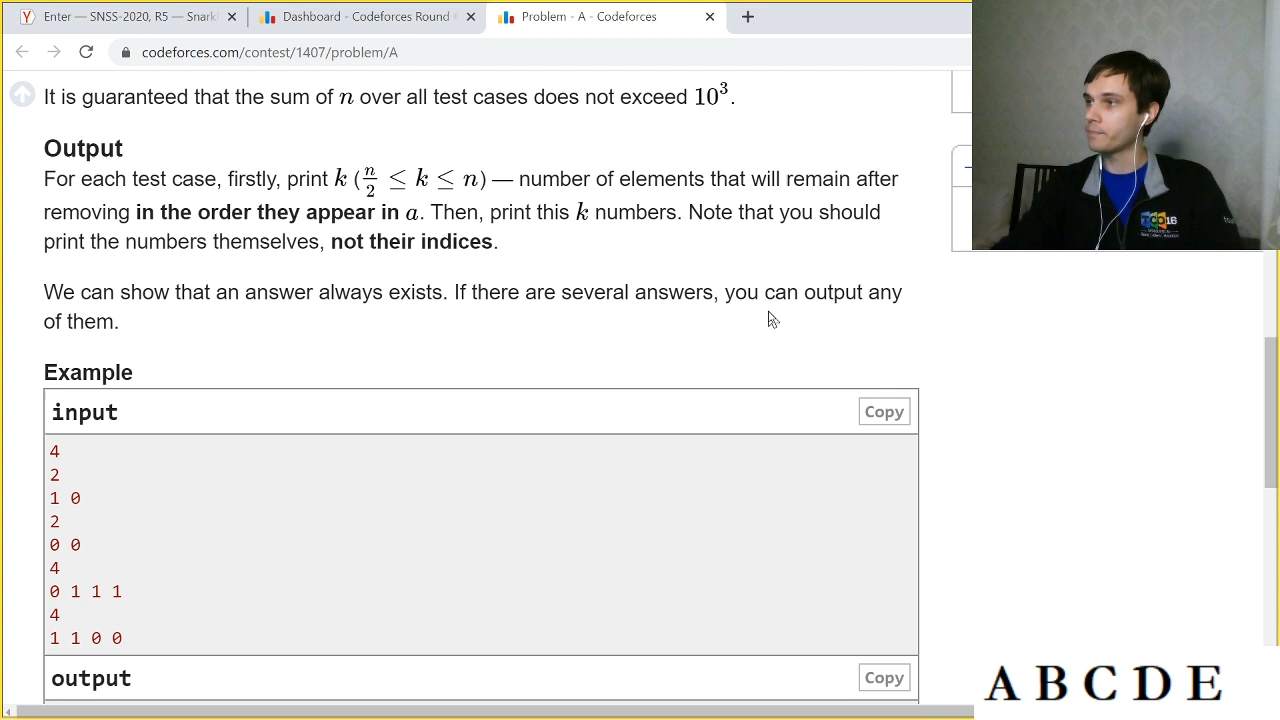 Enter — SNSS-2020, R5 — Snark
Dashboard - Codeforces Round
Problem - A - Codeforces
codeforces.com/contest/1407/problem/A
It is guaranteed that the sum of n over all test cases does not exceed 10^3.
Output
For each test case, firstly, print k (n/2 ≤ k ≤ n) — number of elements that will remain after
removing in the order they appear in a. Then, print this k numbers. Note that you should
print the numbers themselves, not their indices.
We can show that an answer always exists. If there are several answers, you can output any
of them.
Example
input
Copy
4
2
1 0
2
0 0
4
0 1 1 1
4
1 1 0 0
output
Copy
A B C D E